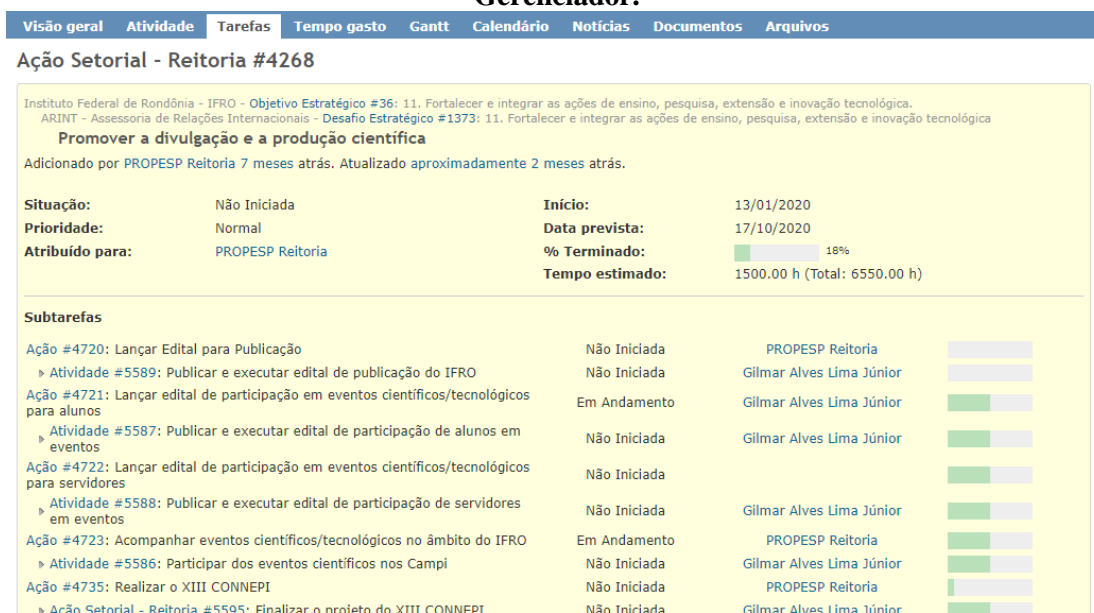 Gerenciador:
Visão geral Atividade Tarefas Tempo gasto Gantt Calendário Notícias Documentos Arquivos
Ação Setorial - Reitoria #4268
Instituto Federal de Rondônia - IFRO - Objetivo Estratégico #36: 11. Fortalecer e integrar as ações de ensino, pesquisa, extensão e inovação tecnológica.
ARINT - Assessoria de Relações Internacionais - Desafio Estratégico #1373: 11. Fortalecer e integrar as ações de ensino, pesquisa, extensão e inovação tecnológica
Promover a divulgação e a produção científica
Adicionado por PROPESP Reitoria 7 meses atrás. Atualizado aproximadamente 2 meses atrás.
Situação: Não Iniciada Início: 13/01/2020
Prioridade: Normal Data prevista: 17/10/2020
Atribuído para: PROPESP Reitoria % Terminado: 18%
Tempo estimado: 1500.00 h (Total: 6550.00 h)
Subtarefas
Ação #4720: Lançar Edital para Publicação Não Iniciada PROPESP Reitoria
Atividade #5589: Publicar e executar edital de publicação do IFRO Não Iniciada Gilmar Alves Lima Júnior
Ação #4721: Lançar edital de participação em eventos científicos/tecnológicos
para alunos Em Andamento Gilmar Alves Lima Júnior
Atividade #5587: Publicar e executar edital de participação de alunos em
eventos Não Iniciada Gilmar Alves Lima Júnior
Ação #4722: Lançar edital de participação em eventos científicos/tecnológicos
para servidores Não Iniciada
Atividade #5588: Publicar e executar edital de participação de servidores
em eventos Não Iniciada Gilmar Alves Lima Júnior
Ação #4723: Acompanhar eventos científicos/tecnológicos no âmbito do IFRO Em Andamento PROPESP Reitoria
Atividade #5586: Participar dos eventos científicos nos Campi Não Iniciada Gilmar Alves Lima Júnior
Ação #4735: Realizar o XIII CONNEPI Não Iniciada PROPESP Reitoria
Ação Setorial - Reitoria #5595: Finalizar o projeto do XIII CONNEPI Não Iniciada Gilmar Alves Lima Júnior